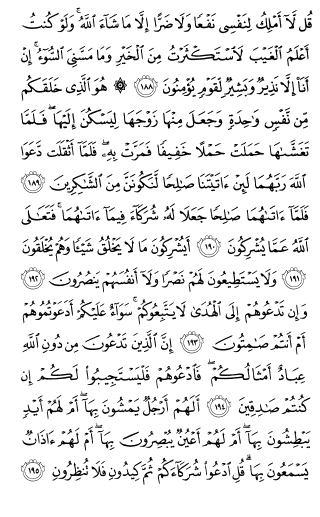 قُل لَّآ أَمْلِكُ لِنَفْسِى نَفْعًا وَلَا ضَرًّا إِلَّا مَا شَآءَ ٱللَّهُ ۚ وَلَوْ كُنتُ
أَعْلَمُ ٱلْغَيْبَ لَٱسْتَكْثَرْتُ مِنَ ٱلْخَيْرِ وَمَا مَسَّنِىَ ٱلسُّوٓءُ ۚ إِنْ
أَنَا۠ إِلَّا نَذِيرٌ وَبَشِيرٌ لِّقَوْمٍ يُؤْمِنُونَ ﴿١٨٨﴾ ۞ هُوَ ٱلَّذِى خَلَقَكُم
مِّن نَّفْسٍ وَٰحِدَةٍ وَجَعَلَ مِنْهَا زَوْجَهَا لِيَسْكُنَ إِلَيْهَا ۖ فَلَمَّا
تَغَشَّىٰهَا حَمَلَتْ حَمْلًا خَفِيفًا فَمَرَّتْ بِهِۦ ۖ فَلَمَّآ أَثْقَلَت دَّعَوَا
ٱللَّهَ رَبَّهُمَا لَئِنْ ءَاتَيْتَنَا صَٰلِحًا لَّنَكُونَنَّ مِنَ ٱلشَّٰكِرِينَ ﴿١٨٩﴾
فَلَمَّآ ءَاتَىٰهُمَا صَٰلِحًا جَعَلَا لَهُۥ شُرَكَآءَ فِيمَآ ءَاتَىٰهُمَا ۚ فَتَعَٰلَى
ٱللَّهُ عَمَّا يُشْرِكُونَ ﴿١٩٠﴾ أَيُشْرِكُونَ مَا لَا يَخْلُقُ شَيْـًٔا وَهُمْ يُخْلَقُونَ
﴿١٩١﴾ وَلَا يَسْتَطِيعُونَ لَهُمْ نَصْرًا وَلَآ أَنفُسَهُمْ يَنصُرُونَ ﴿١٩٢﴾
وَإِن تَدْعُوهُمْ إِلَى ٱلْهُدَىٰ لَا يَتَّبِعُوكُمْ ۚ سَوَآءٌ عَلَيْكُمْ أَدَعَوْتُمُوهُمْ
أَمْ أَنتُمْ صَٰمِتُونَ ﴿١٩٣﴾ إِنَّ ٱلَّذِينَ تَدْعُونَ مِن دُونِ ٱللَّهِ
عِبَادٌ أَمْثَالُكُمْ ۖ فَٱدْعُوهُمْ فَلْيَسْتَجِيبُوا۟ لَكُمْ إِن
كُنتُمْ صَٰدِقِينَ ﴿١٩٤﴾ أَلَهُمْ أَرْجُلٌ يَمْشُونَ بِهَآ ۖ أَمْ لَهُمْ أَيْدٍ
يَبْطِشُونَ بِهَآ ۖ أَمْ لَهُمْ أَعْيُنٌ يُبْصِرُونَ بِهَآ ۖ أَمْ لَهُمْ ءَاذَانٌ
يَسْمَعُونَ بِهَا ۗ قُلِ ٱدْعُوا۟ شُرَكَآءَكُمْ ثُمَّ كِيدُونِ فَلَا تُنظِرُونِ ﴿١٩٥﴾